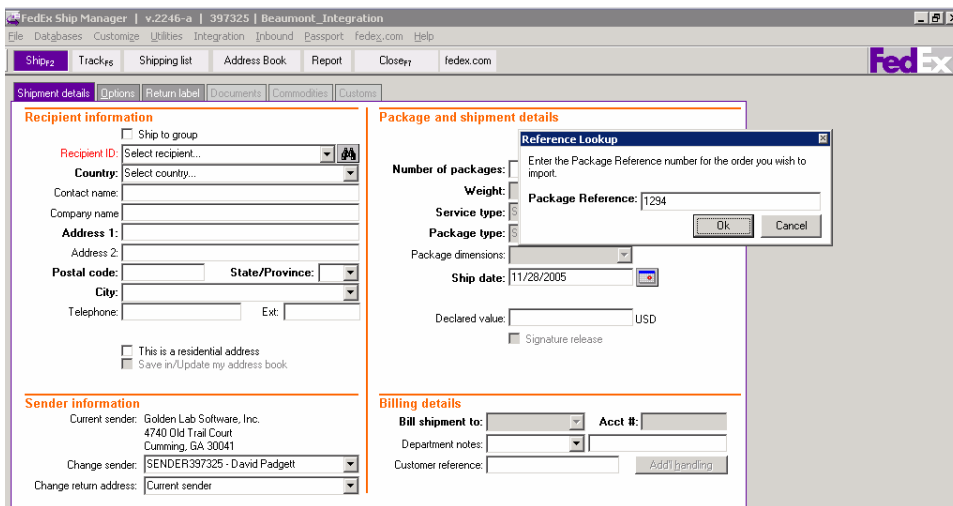 FedEx Ship Manager | v.2246-a | 397325 | Beaumont_Integration
File Databases Customize Utilities Integration Inbound Passport fedex.com Help
ShipF2 TrackF6 Shipping list Address Book Report CloseF7 fedex.com
FedEx
Shipment details Options Return label Documents Commodities Customs
Recipient information
Ship to group
Recipient ID: Select recipient...
Country: Select country...
Contact name:
Company name
Address 1:
Address 2:
Postal code: State/Province:
City:
Telephone: Ext:
This is a residential address
Save in/Update my address book
Package and shipment details
Number of packages:
Weight:
Service type: S
Package type: S
Package dimensions:
Ship date: 11/28/2005
Declared value: USD
Signature release
Reference Lookup
Enter the Package Reference number for the order you wish to
import.
Package Reference: 1294
Ok Cancel
Sender information
Current sender: Golden Lab Software, Inc.
4740 Old Trail Court
Cumming, GA 30041
Change sender: SENDER397325 - David Padgett
Change return address: Current sender
Billing details
Bill shipment to: Acct #:
Department notes:
Customer reference: Add'l handling